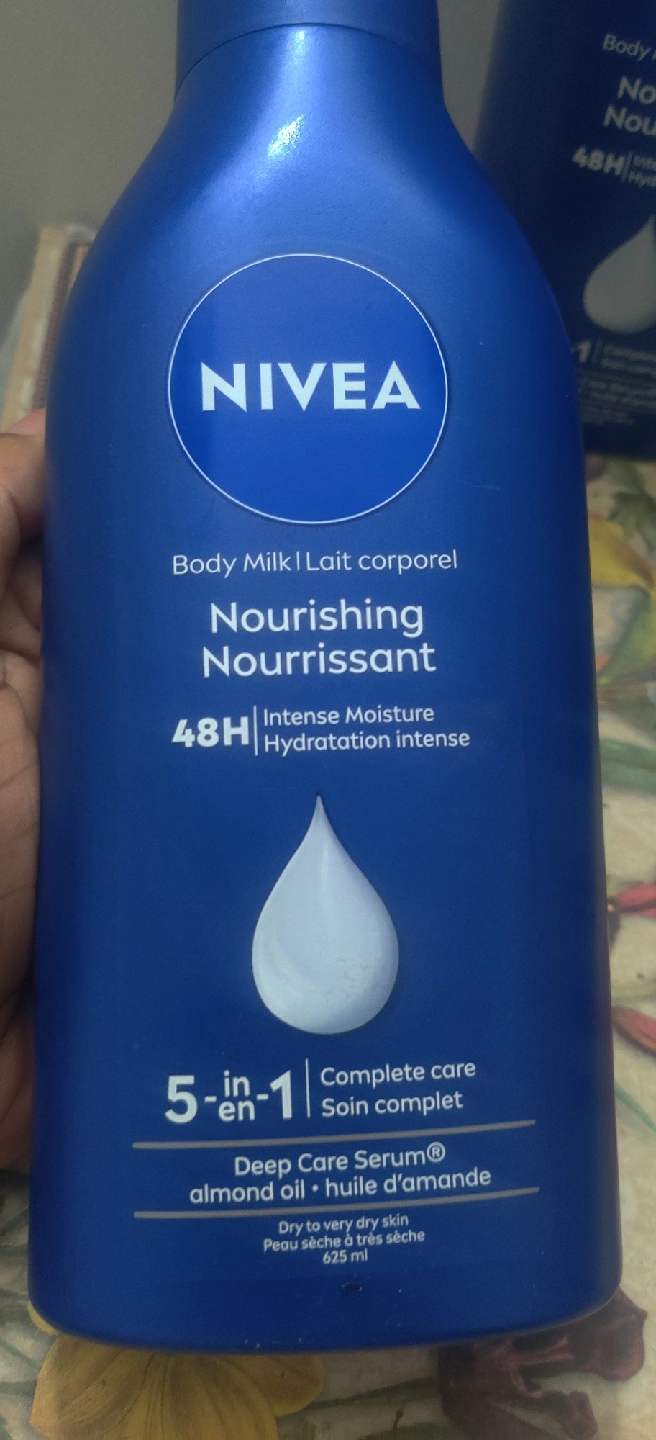 NIVEA
Body Milk | Lait corporel
Nourishing
Nourrissant
48H | Intense Moisture
Hydratation intense
5-in-1 | Complete care
en Soin complet
Deep Care Serum®
almond oil • huile d'amande
Dry to very dry skin
Peau sèche à très sèche
625 ml
Body
48H